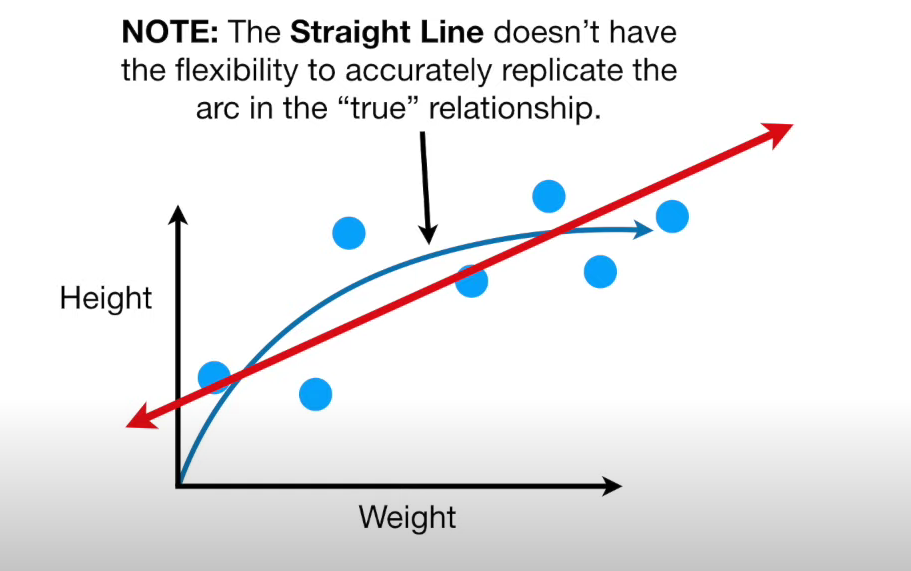 NOTE: The Straight Line doesn’t have
the flexibility to accurately replicate the
arc in the “true” relationship.
Height
Weight